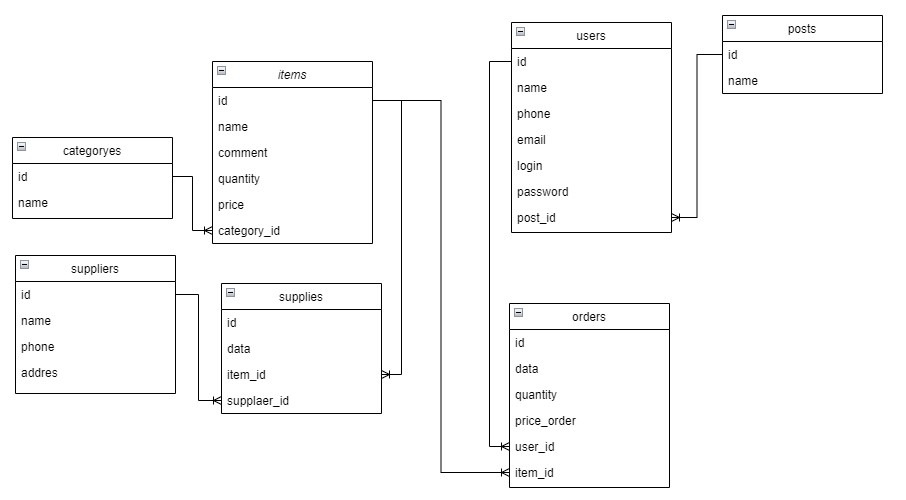 categoryes
id
name
suppliers
id
name
phone
addres
items
id
name
comment
quantity
price
category_id
supplies
id
data
item_id
supplaer_id
users
id
name
phone
email
login
password
post_id
orders
id
data
quantity
price_order
user_id
item_id
posts
id
name